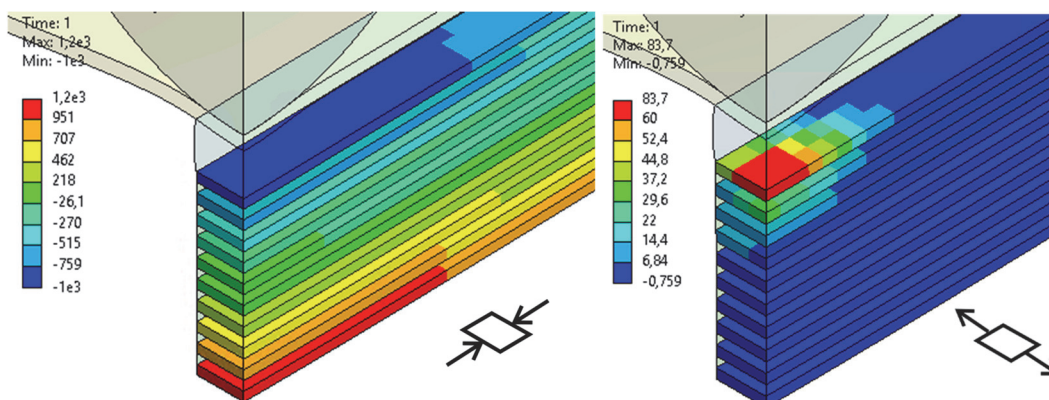 Time: 1
Max: 1,2e3
Min: -1e3
1,2e3
951
707
462
218
-26,1
-270
-515
-759
-1e3
Time: 1
Max: 83,7
Min: -0,759
83,7
60
52,4
44,8
37,2
29,6
22
14,4
6,84
-0,759